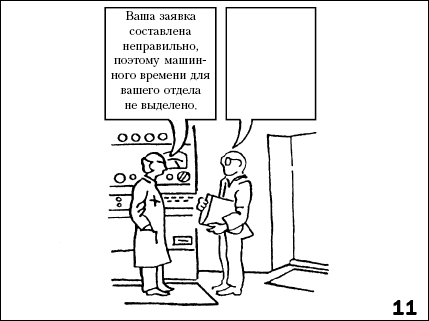 Ваша заявка
составлена
неправильно,
поэтому машин-
ного времени для
вашего отдела
не выделено.
11